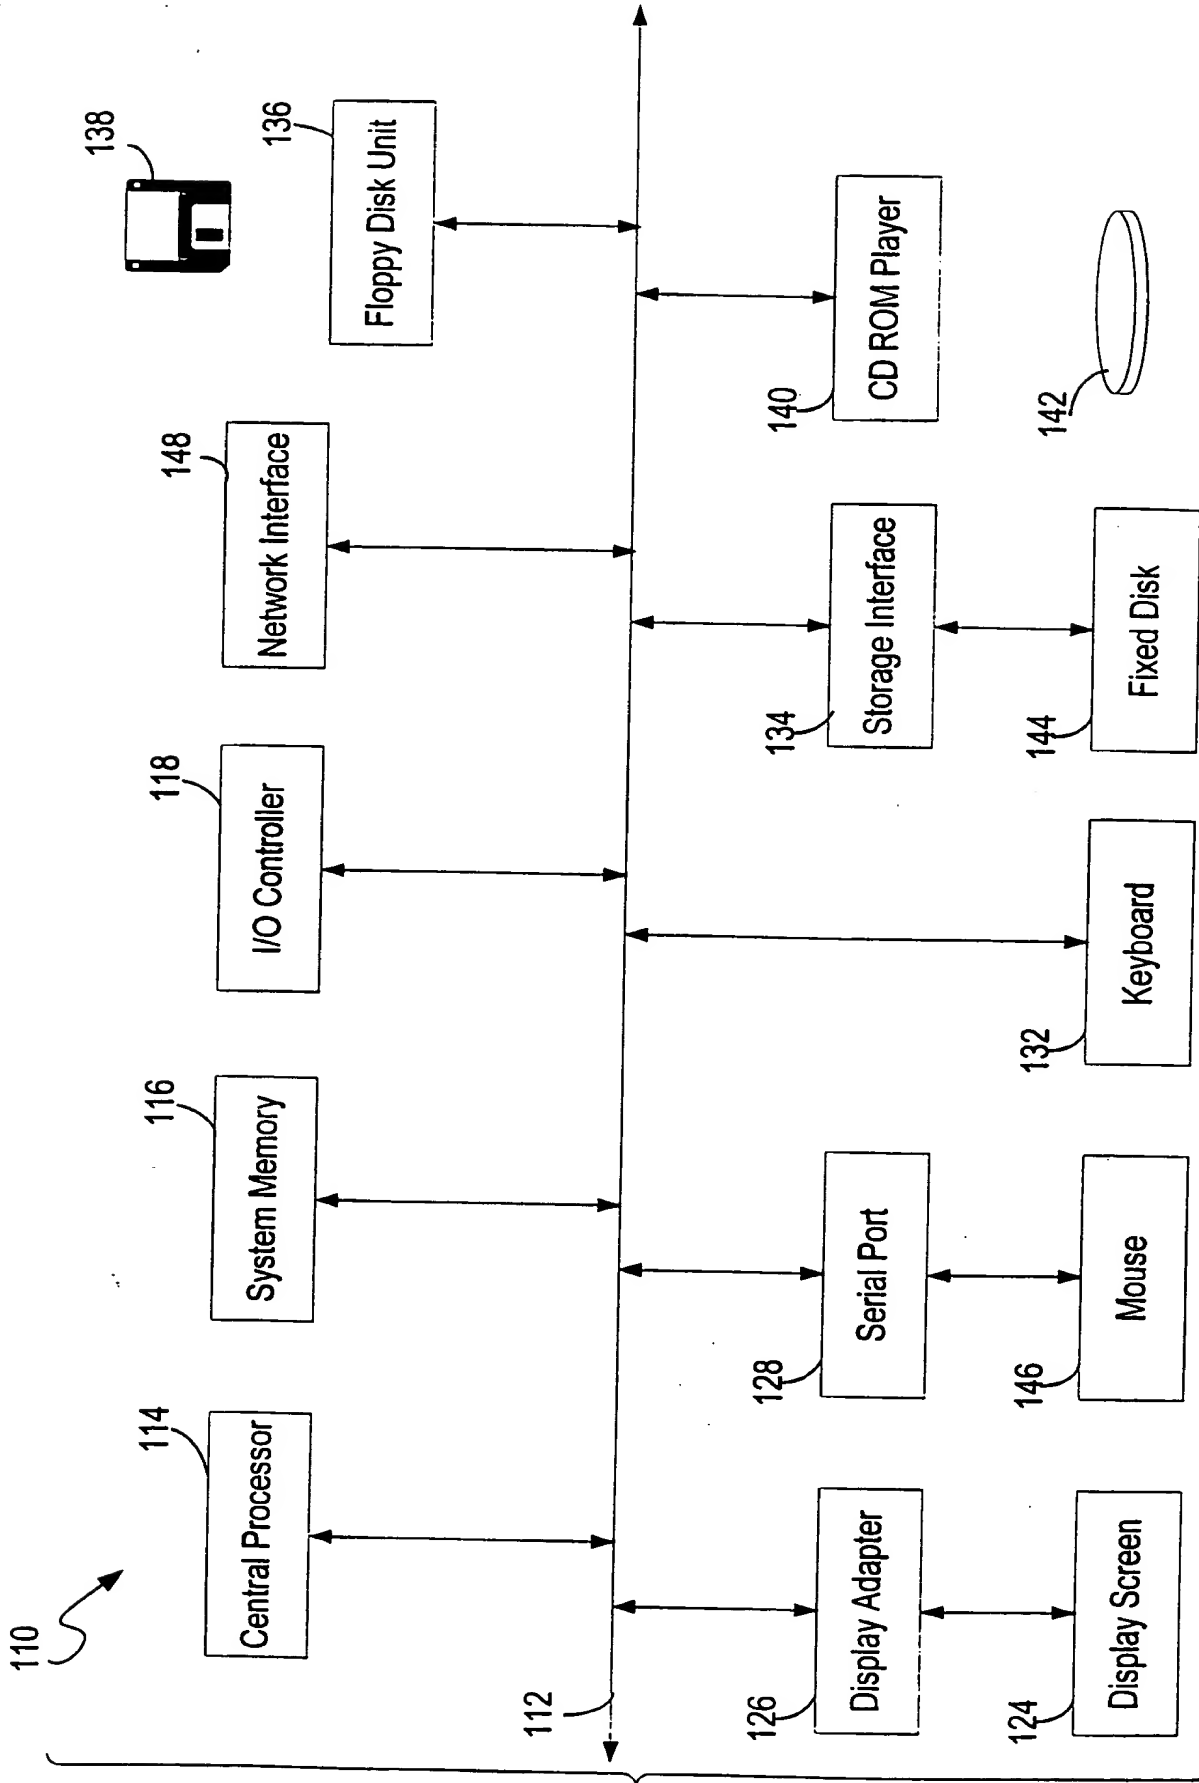 110
114
Central Processor
116
System Memory
118
I/O Controller
148
Network Interface
138
136
Floppy Disk Unit
112
126
Display Adapter
128
Serial Port
134
Storage Interface
140
CD ROM Player
124
Display Screen
146
Mouse
132
Keyboard
144
Fixed Disk
142